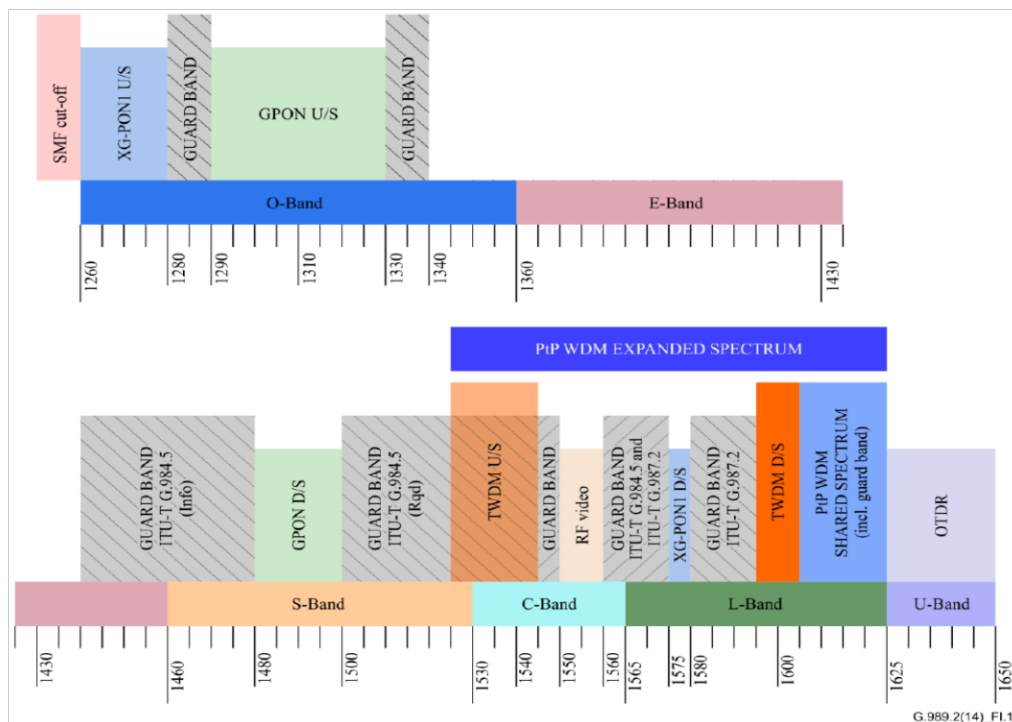 SMF cut-off
XG-PON1 U/S
GUARD BAND
GPON U/S
GUARD BAND
O-Band
E-Band
1260
1280
1290
1310
1330
1340
1360
1430
PtP WDM EXPANDED SPECTRUM
GUARD BAND
ITU-T G.984.5
(Info)
GPON D/S
GUARD BAND
ITU-T G.984.5
(Rqd)
TWDM U/S
GUARD BAND
RF video
GUARD BAND
ITU-T G.984.5 and
ITU-T G.987.2
XG-PON1 D/S
GUARD BAND
ITU-T G.987.2
TWDM D/S
PtP WDM
SHARED SPECTRUM
(incl. guard band)
OTDR
S-Band
C-Band
L-Band
U-Band
1430
1460
1480
1500
1530
1540
1550
1560
1565
1575
1580
1600
1625
1650
G.989.2(14)_FI.1